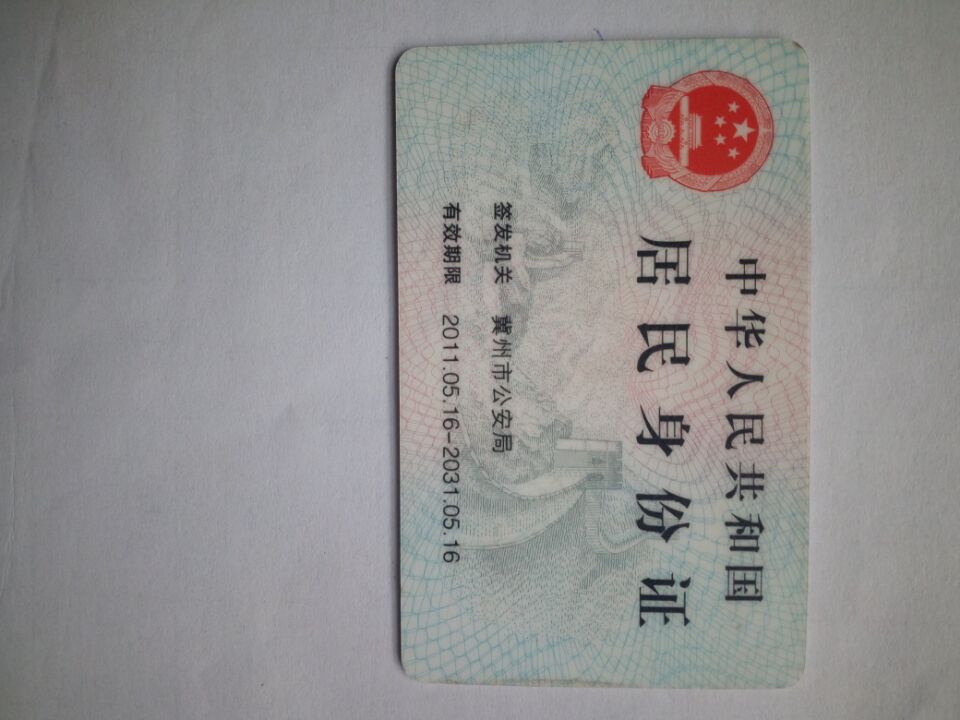 中华人民共和国
居民身份证
签发机关 冀州市公安局
有效期限 2011.05.16-2031.05.16